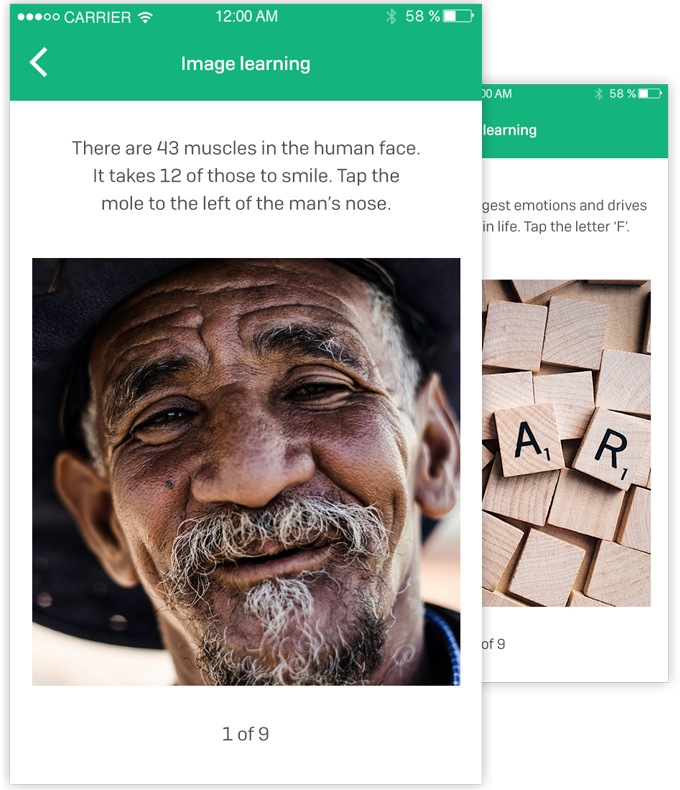 CARRIER 12:00 AM 58 %
Image learning
There are 43 muscles in the human face.
It takes 12 of those to smile. Tap the
mole to the left of the man’s nose.
1 of 9
00 AM 58 %
learning
gest emotions and drives
in life. Tap the letter ‘F’.
A1 R1
of 9